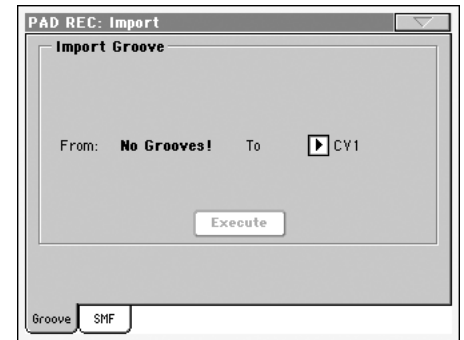 PAD REC: Import
Import Groove
From: No Grooves! To CV1
Execute
Groove SMF